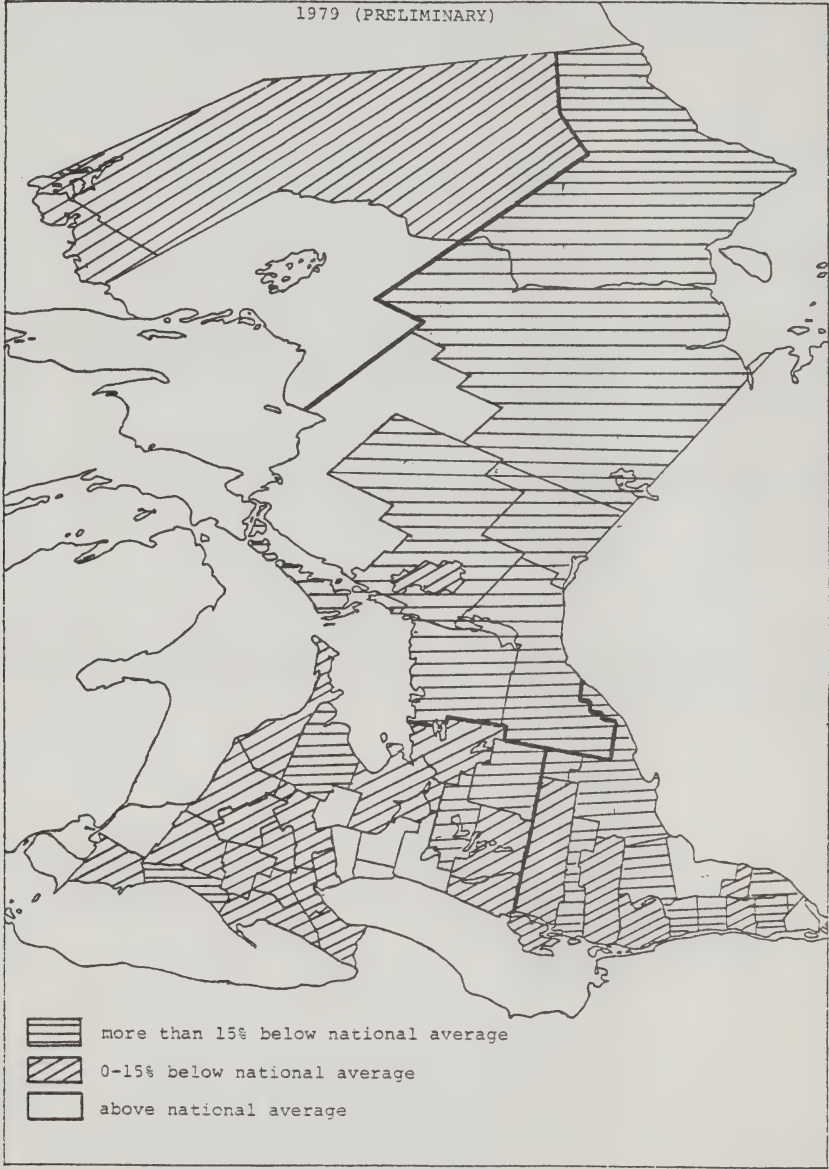 1979 (PRELIMINARY)
more than 15% below national average
0-15% below national average
above national average